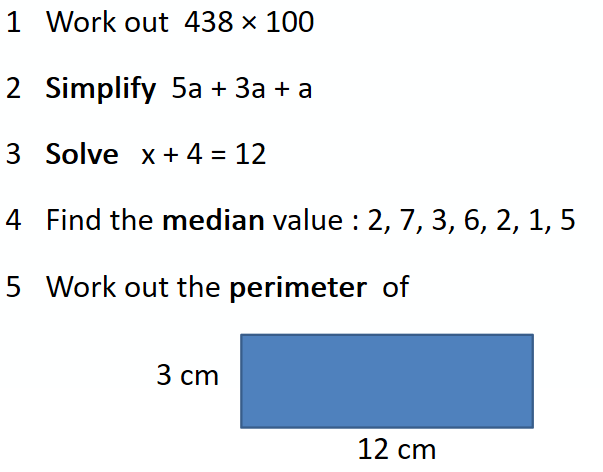 1 Work out 438 × 100
2 Simplify 5a + 3a + a
3 Solve x + 4 = 12
4 Find the median value : 2, 7, 3, 6, 2, 1, 5
5 Work out the perimeter of
3 cm
12 cm